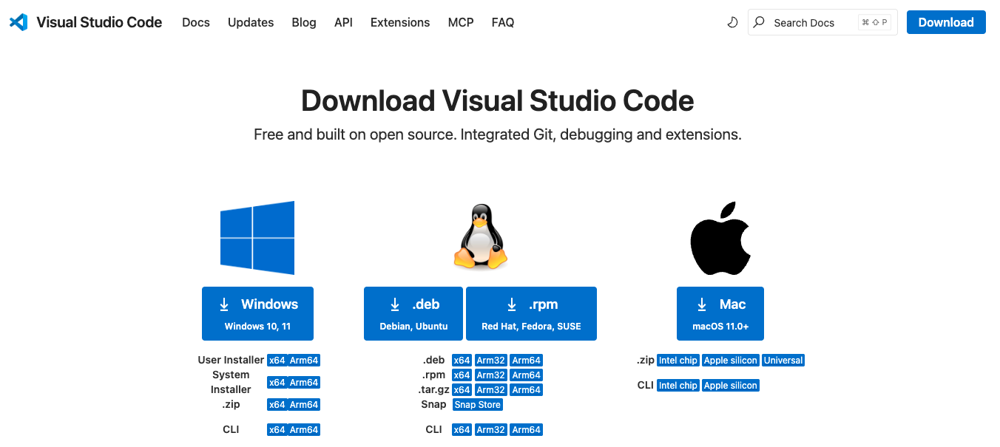 Visual Studio Code Docs Updates Blog API Extensions MCP FAQ Search Docs ⌘ ⇧ P Download
Download Visual Studio Code
Free and built on open source. Integrated Git, debugging and extensions.
Windows
Windows 10, 11
.deb
Debian, Ubuntu
.rpm
Red Hat, Fedora, SUSE
Mac
macOS 11.0+
User Installer x64 Arm64
System
Installer x64 Arm64
.zip x64 Arm64
CLI x64 Arm64
.deb x64 Arm32 Arm64
.rpm x64 Arm32 Arm64
.tar.gz x64 Arm32 Arm64
Snap Snap Store
CLI x64 Arm32 Arm64
.zip Intel chip Apple silicon Universal
CLI Intel chip Apple silicon